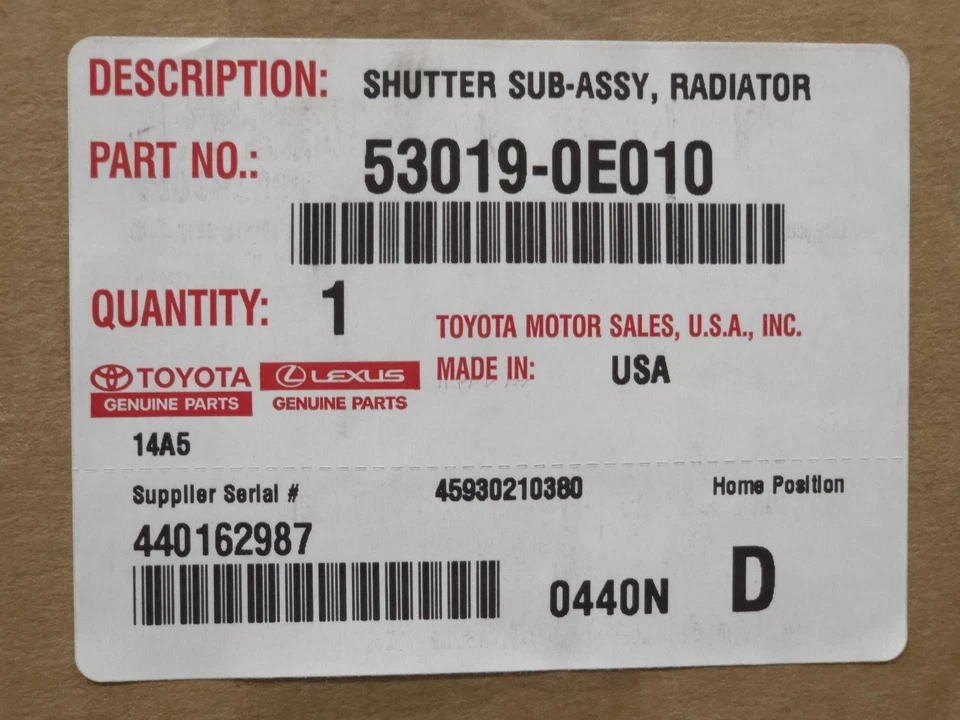 DESCRIPTION: SHUTTER SUB-ASSY, RADIATOR
PART NO.: 53019-0E010
QUANTITY: 1
TOYOTA MOTOR SALES, U.S.A., INC.
MADE IN: USA
TOYOTA LEXUS
GENUINE PARTS GENUINE PARTS
14A5
Supplier Serial # 45930210380 Home Position
440162987
0440N D